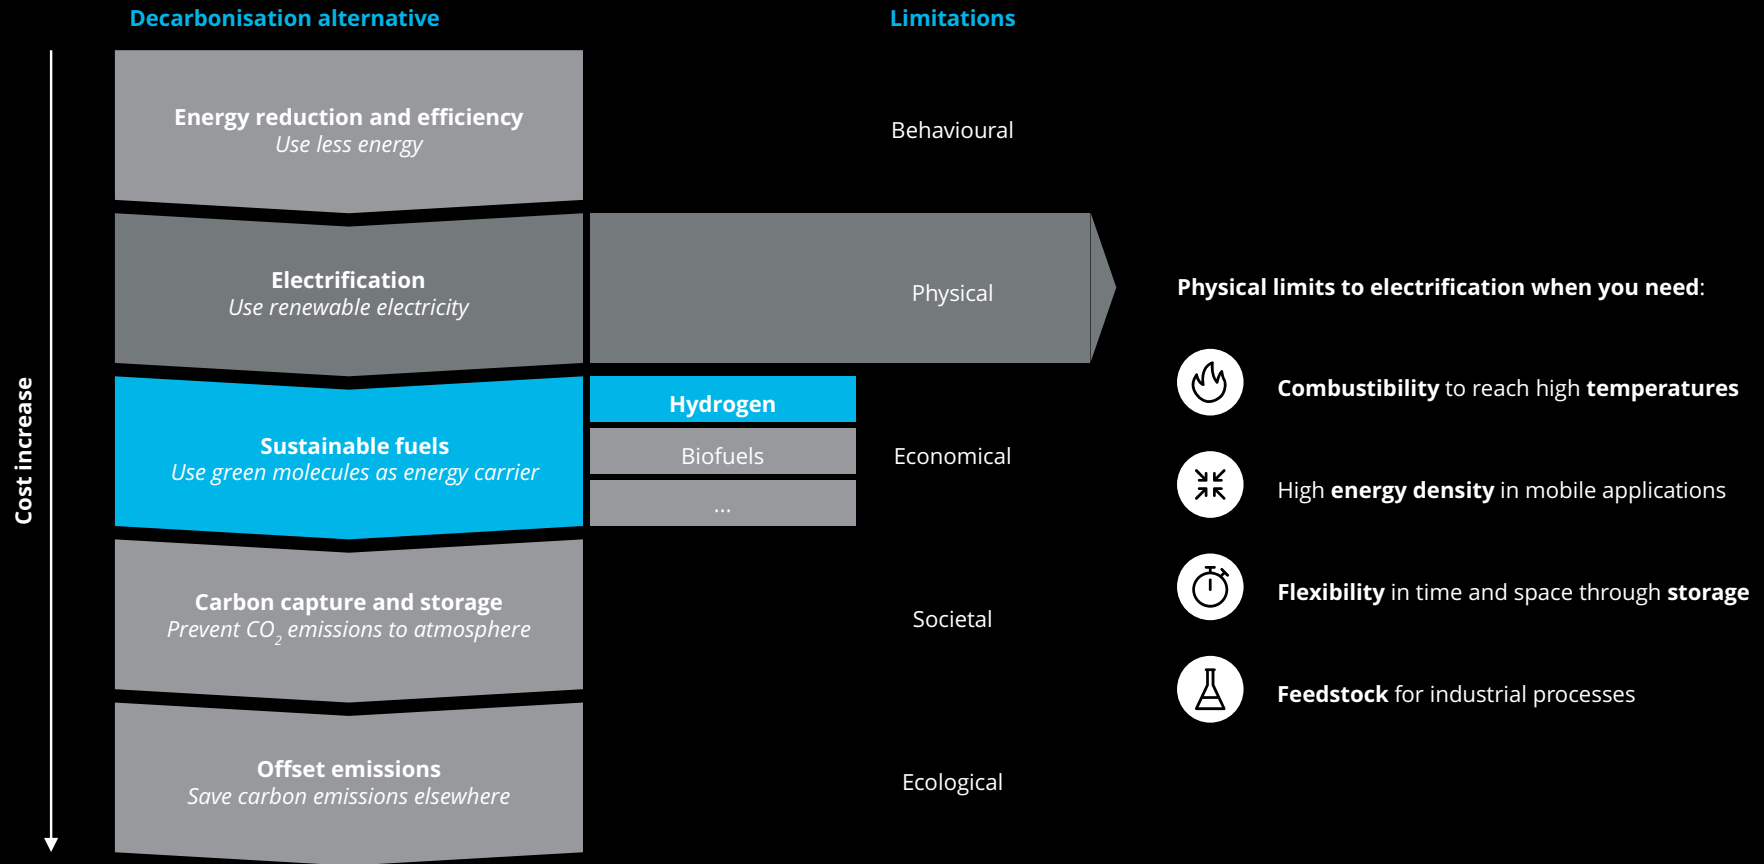 Decarbonisation alternative
Limitations
Cost increase
Energy reduction and efficiency
Use less energy
Behavioural
Electrification
Use renewable electricity
Physical
Sustainable fuels
Use green molecules as energy carrier
Hydrogen
Biofuels
...
Economical
Carbon capture and storage
Prevent CO2 emissions to atmosphere
Societal
Offset emissions
Save carbon emissions elsewhere
Ecological
Physical limits to electrification when you need:
Combustibility to reach high temperatures
High energy density in mobile applications
Flexibility in time and space through storage
Feedstock for industrial processes